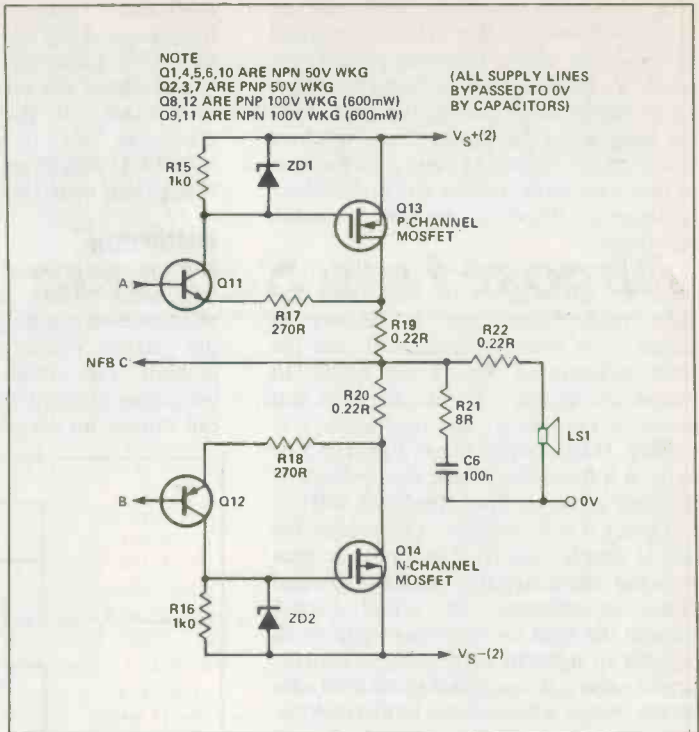 NOTE
Q1,4,5,6,10 ARE NPN 50V WKG
Q2,3,7 ARE PNP 50V WKG
Q8,12 ARE PNP 100V WKG (600mW)
Q9,11 ARE NPN 100V WKG (600mW)
(ALL SUPPLY LINES
BYPASSED TO 0V
BY CAPACITORS)
VS+(2)
R15
1k0
ZD1
Q13
P-CHANNEL
MOSFET
A
Q11
R17
270R
R19
0.22R
R22
0.22R
NFB C
R20
0.22R
R21
8R
LS1
R18
270R
C6
100n
0V
B
Q12
Q14
N-CHANNEL
MOSFET
R16
1k0
ZD2
VS−(2)